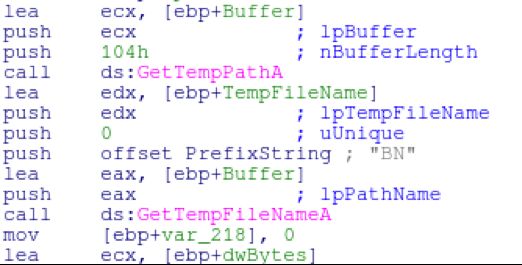 lea ecx, [ebp+Buffer]
push ecx ; lpBuffer
push 104h ; nBufferLength
call ds:GetTempPathA
lea edx, [ebp+TempFileName]
push edx ; lpTempFileName
push 0 ; uUnique
push offset PrefixString ; "BN"
lea eax, [ebp+Buffer]
push eax ; lpPathName
call ds:GetTempFileNameA
mov [ebp+var_218], 0
lea ecx, [ebp+dwBytes]